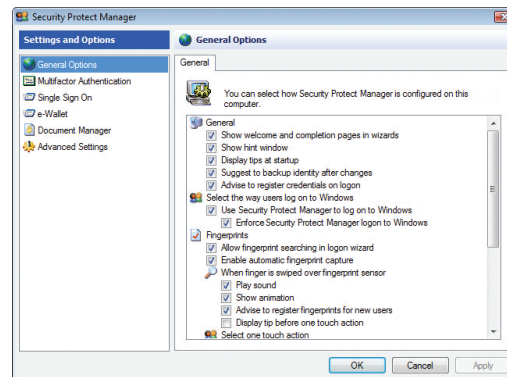 Security Protect Manager
Settings and Options
General Options
Multifactor Authentication
Single Sign On
e-Wallet
Document Manager
Advanced Settings
General Options
General
You can select how Security Protect Manager is configured on this
computer.
General
Show welcome and completion pages in wizards
Show hint window
Display tips at startup
Suggest to backup identity after changes
Advise to register credentials on logon
Select the way users log on to Windows
Use Security Protect Manager to log on to Windows
Enforce Security Protect Manager logon to Windows
Fingerprints
Allow fingerprint searching in logon wizard
Enable automatic fingerprint capture
When finger is swiped over fingerprint sensor
Play sound
Show animation
Advise to register fingerprints for new users
Display tip before one touch action
Select one touch action
OK
Cancel
Apply